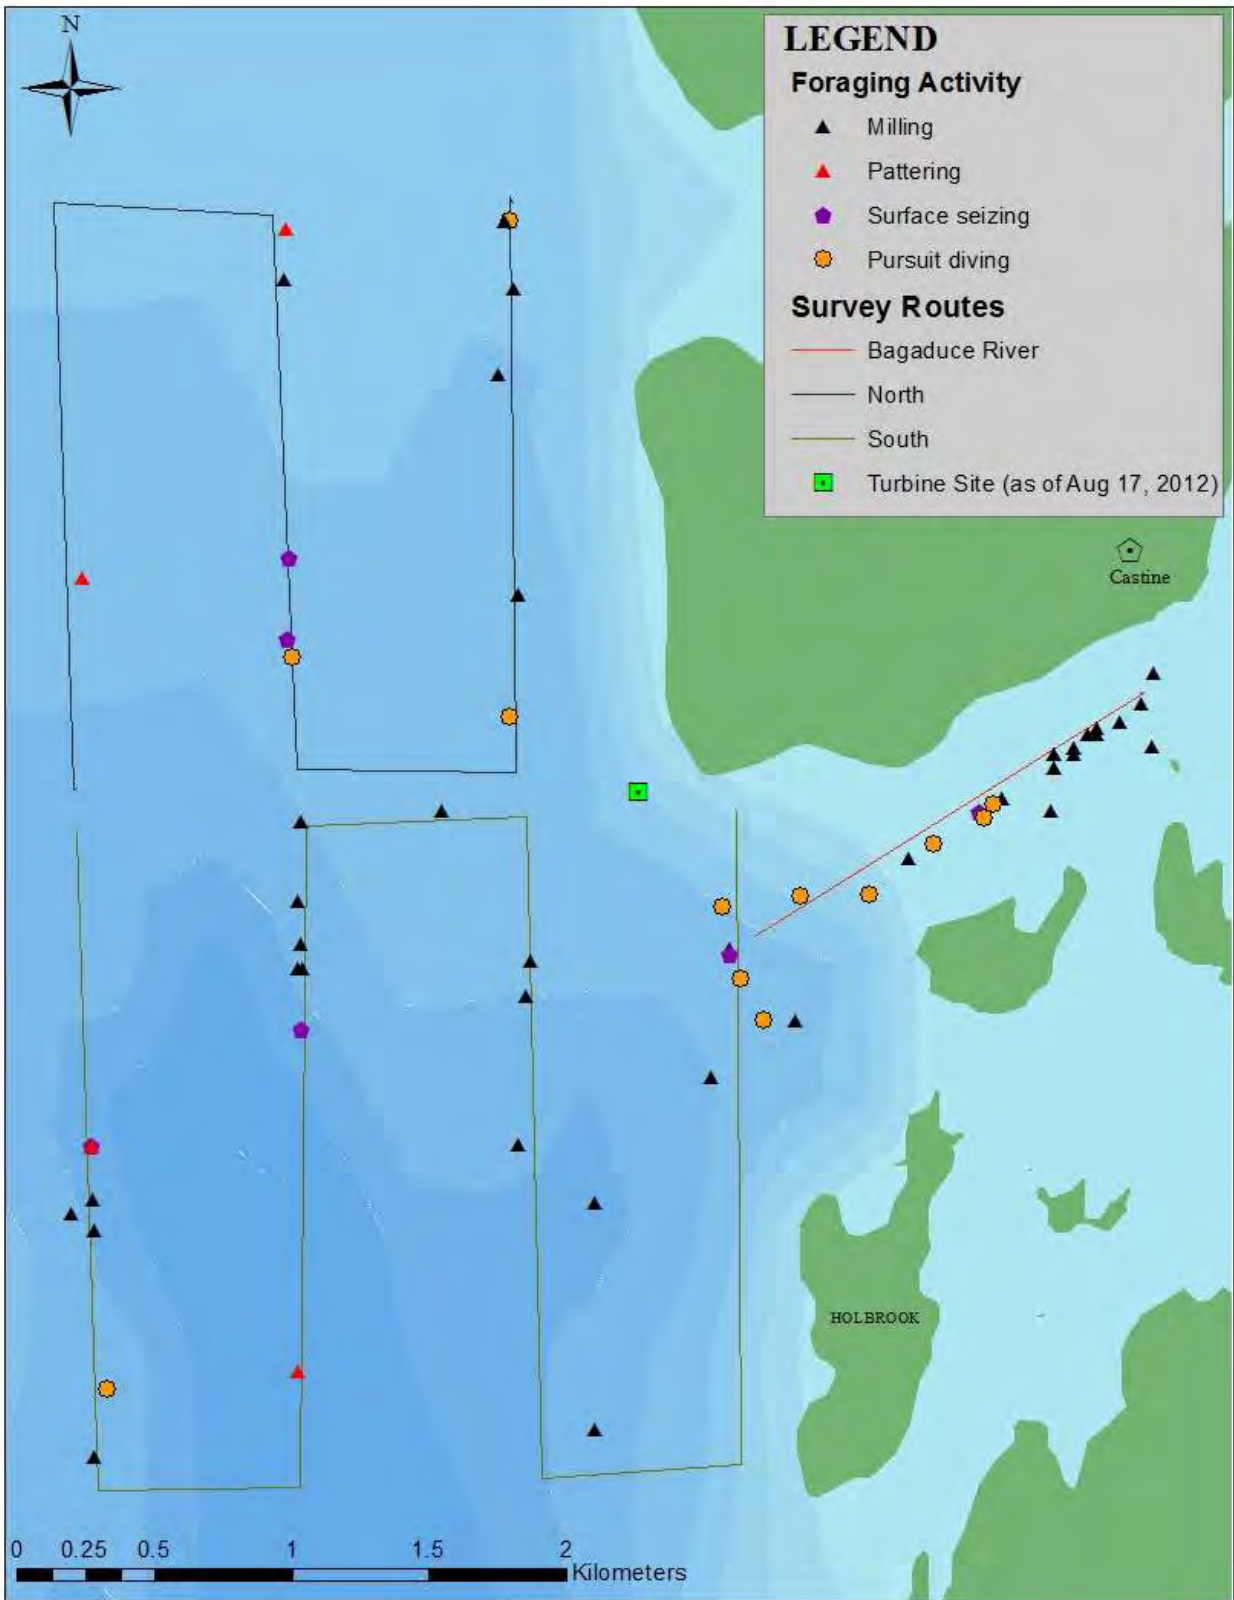 N
LEGEND
Foraging Activity
Milling
Pattering
Surface seizing
Pursuit diving
Survey Routes
Bagaduce River
North
South
Turbine Site (as of Aug 17, 2012)
Castine
HOLBROOK
0 0.25 0.5 1 1.5 2
Kilometers